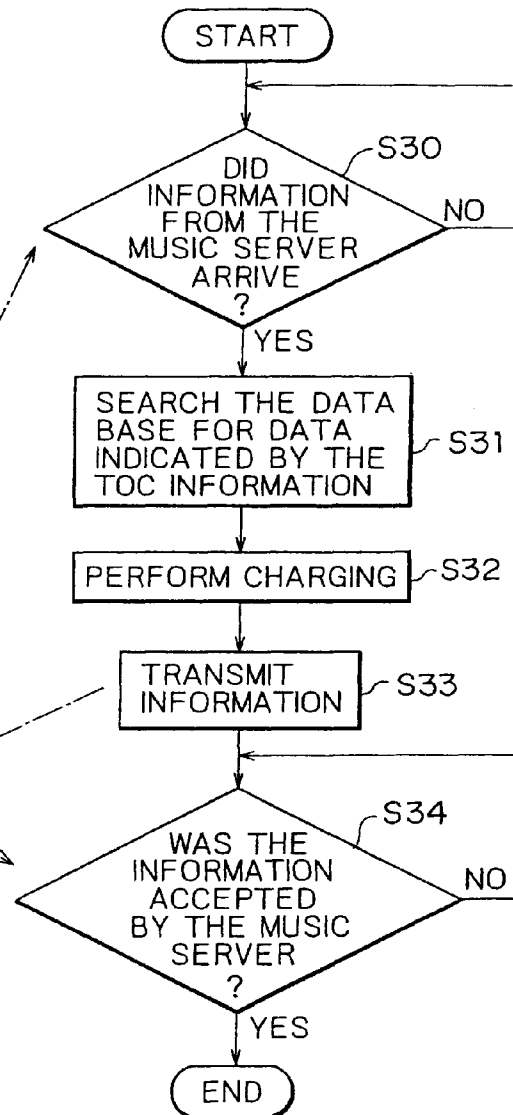 START
S30
DID
INFORMATION
FROM THE
MUSIC SERVER
ARRIVE
?
NO
YES
SEARCH THE DATA
BASE FOR DATA
INDICATED BY THE
TOC INFORMATION
S31
PERFORM CHARGING
S32
TRANSMIT
INFORMATION
S33
S34
WAS THE
INFORMATION
ACCEPTED
BY THE MUSIC
SERVER
?
NO
YES
END